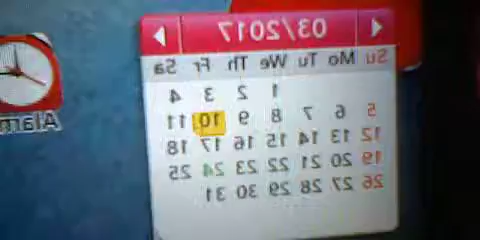 03/2017
Su Mo Tu We Th Fr Sa
1 2 3 4
5 6 7 8 9 10 11
12 13 14 15 16 17 18
19 20 21 22 23 24 25
26 27 28 29 30 31
Alarm